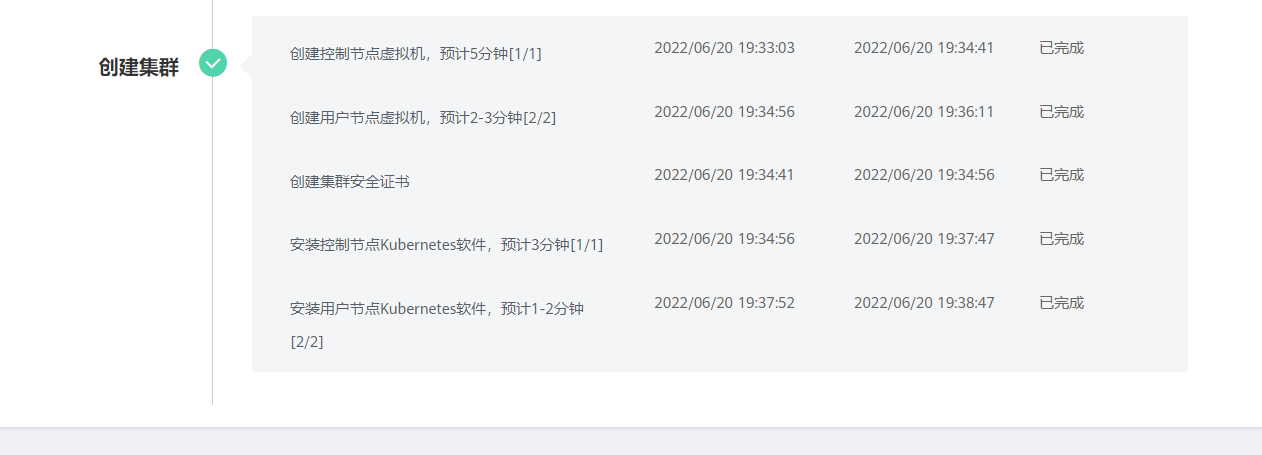 创建集群
创建控制节点虚拟机，预计5分钟[1/1] 2022/06/20 19:33:03 2022/06/20 19:34:41 已完成
创建用户节点虚拟机，预计2-3分钟[2/2] 2022/06/20 19:34:56 2022/06/20 19:36:11 已完成
创建集群安全证书 2022/06/20 19:34:41 2022/06/20 19:34:56 已完成
安装控制节点Kubernetes软件，预计3分钟[1/1] 2022/06/20 19:34:56 2022/06/20 19:37:47 已完成
安装用户节点Kubernetes软件，预计1-2分钟 2022/06/20 19:37:52 2022/06/20 19:38:47 已完成
[2/2]